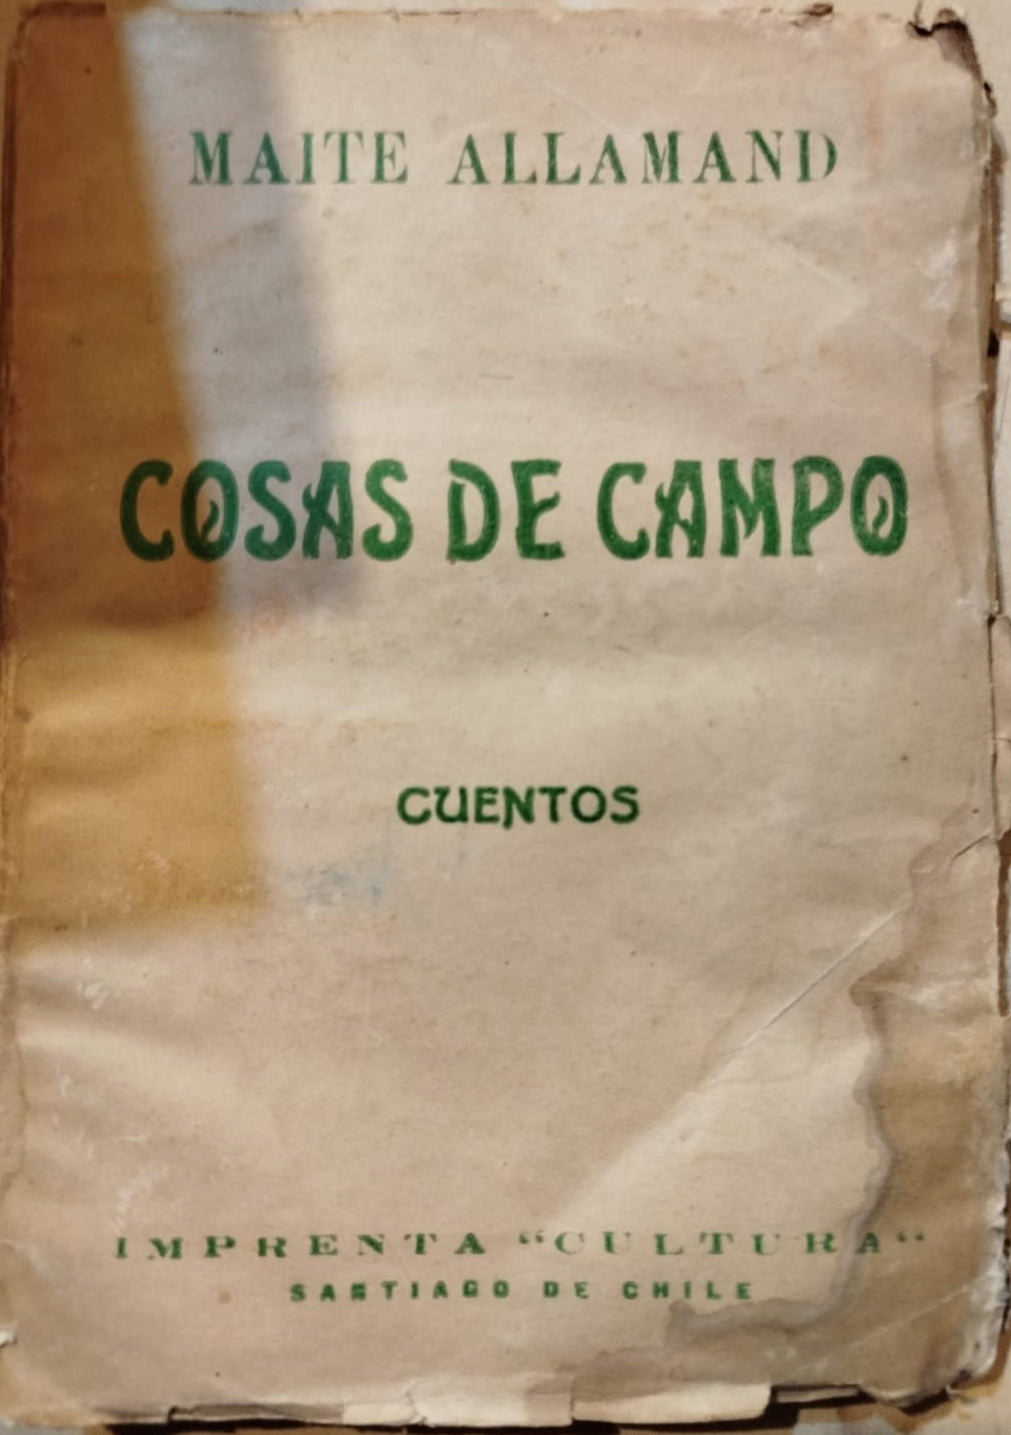 MAITE ALLAMAND
COSAS DE CAMPO
CUENTOS
IMPRENTA “CULTURA“
SANTIAGO DE CHILE